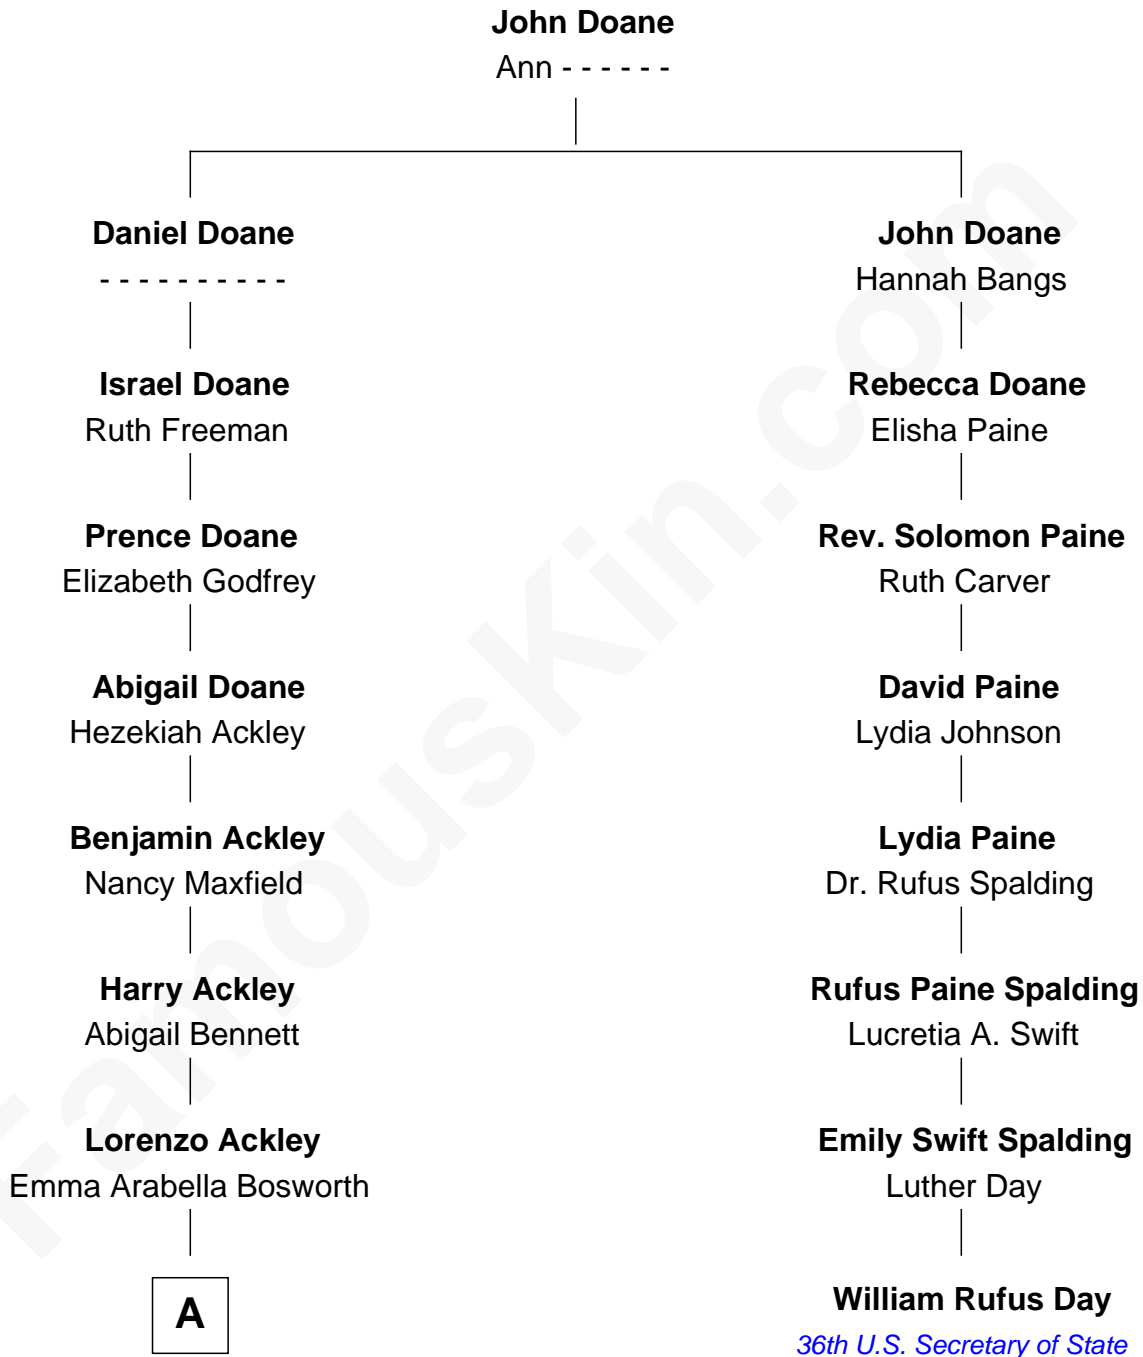 John Doane
Ann - - - - - -
Daniel Doane
- - - - - - - - - -
John Doane
Hannah Bangs
Israel Doane
Ruth Freeman
Rebecca Doane
Elisha Paine
Prence Doane
Elizabeth Godfrey
Rev. Solomon Paine
Ruth Carver
Abigail Doane
Hezekiah Ackley
David Paine
Lydia Johnson
Benjamin Ackley
Nancy Maxfield
Lydia Paine
Dr. Rufus Spalding
Harry Ackley
Abigail Bennett
Rufus Paine Spalding
Lucretia A. Swift
Lorenzo Ackley
Emma Arabella Bosworth
Emily Swift Spalding
Luther Day
A
William Rufus Day
36th U.S. Secretary of State
FamousKin.com